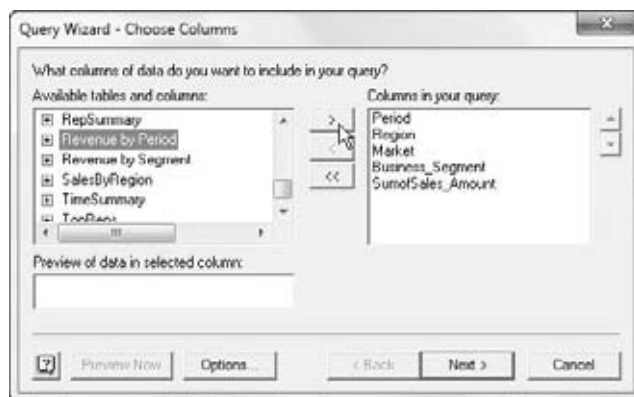 Query Wizard - Choose Columns
What columns of data do you want to include in your query?
Available tables and columns:
Columns in your query:
RepSummary
Revenue by Period
Revenue by Segment
SalesByRegion
TimeSummary
TopReps
>
<
<<
Period
Region
Market
Business_Segment
SumofSales_Amount
Preview of data in selected column:
?
Preview Now
Options...
< Back
Next >
Cancel